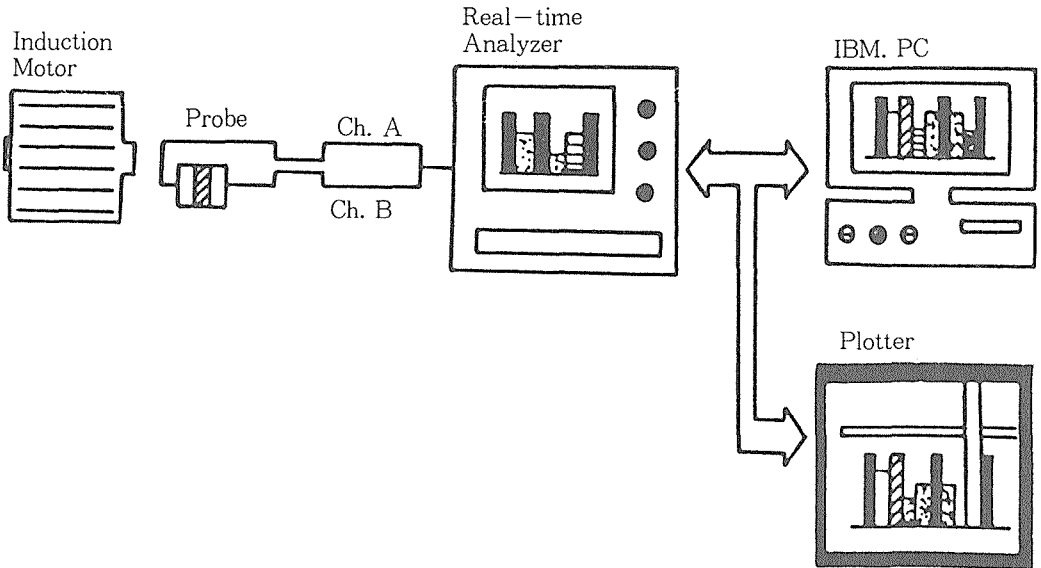 Induction
Motor
Probe
Ch. A
Ch. B
Real-time
Analyzer
IBM. PC
Plotter